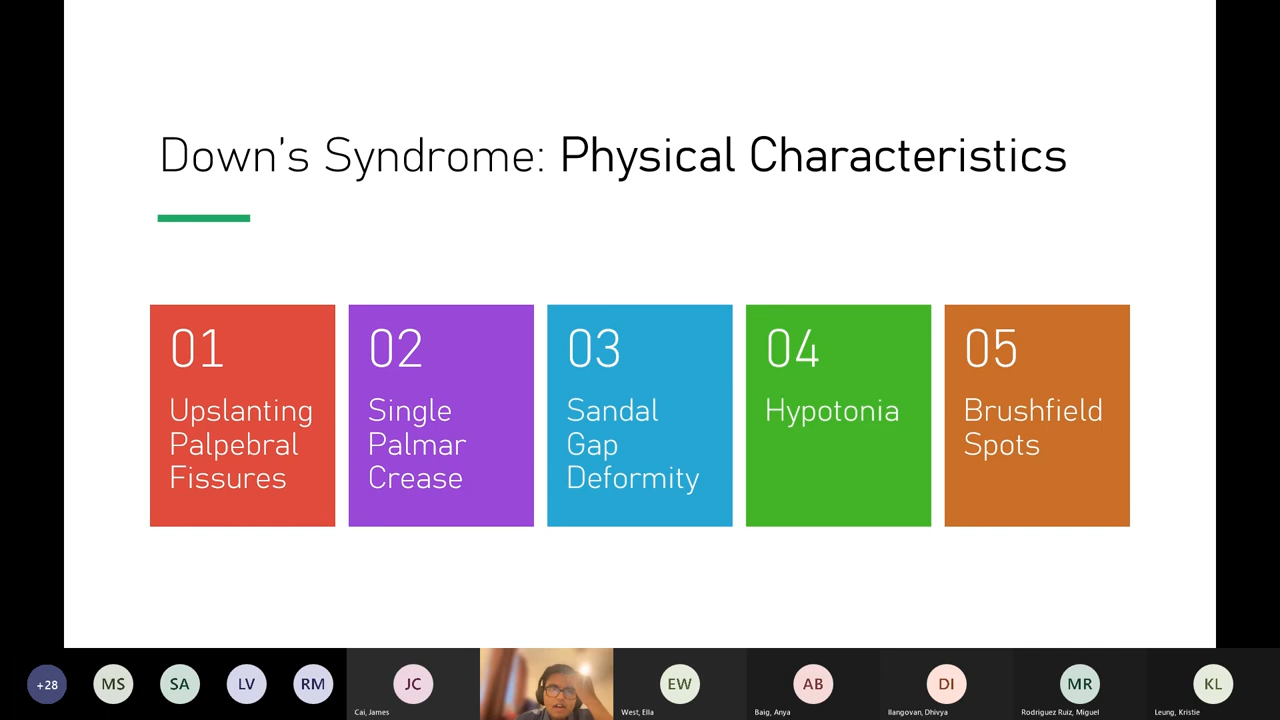 Down's Syndrome: Physical Characteristics
01
Upslanting
Palpebral
Fissures
02
Single
Palmar
Crease
03
Sandal
Gap
Deformity
04
Hypotonia
05
Brushfield
Spots
+28
MS
SA
LV
RM
JC
Cai, James
EW
West, Ella
AB
Baig, Anya
DI
Ilangovan, Dhivya
MR
Rodriguez Ruiz, Miguel
KL
Leung, Kristie